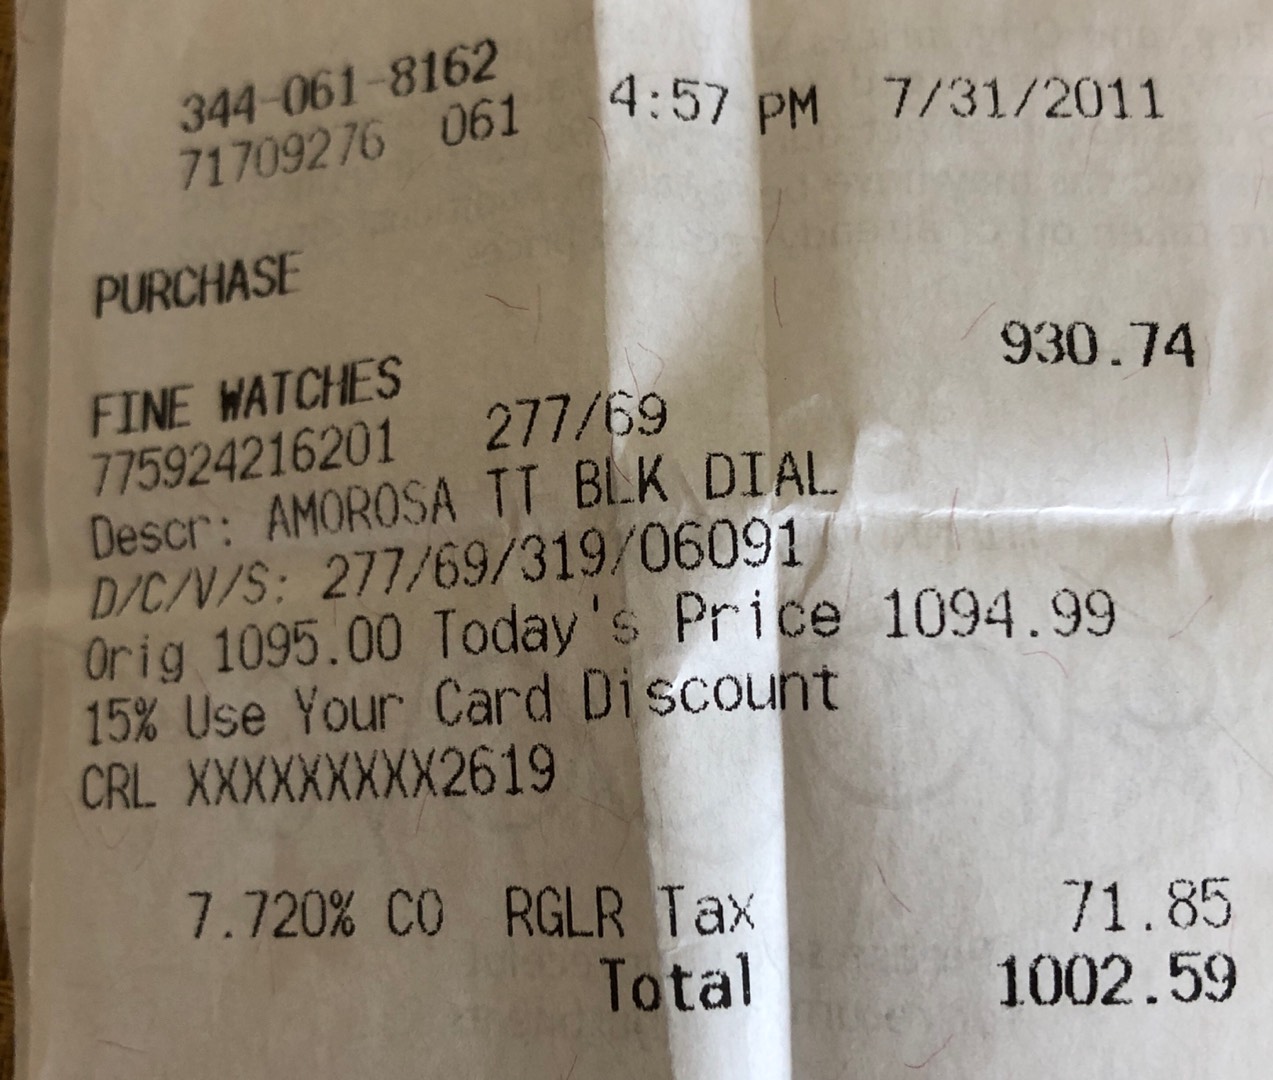 344-061-8162 4:57 PM 7/31/2011
71709276 061
PURCHASE
930.74
FINE WATCHES
775924216201 277/69
Descr: AMOROSA TT BLK DIAL
D/C/V/S: 277/69/319/06091
Orig 1095.00 Today's Price 1094.99
15% Use Your Card Discount
CRL XXXXXXXXX2619
7.720% CO RGLR Tax 71.85
Total 1002.59